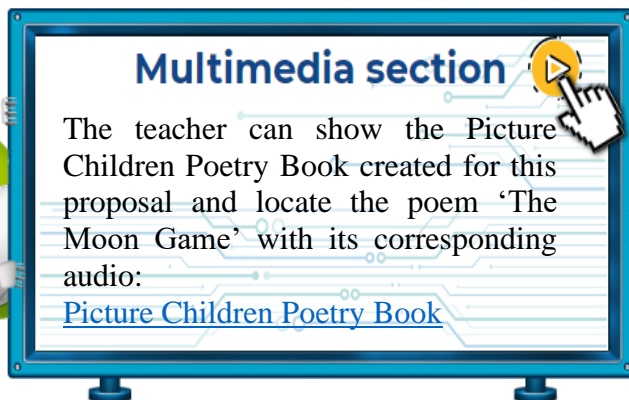 Multimedia section
The teacher can show the Picture
Children Poetry Book created for this
proposal and locate the poem ‘The
Moon Game’ with its corresponding
audio:
Picture Children Poetry Book